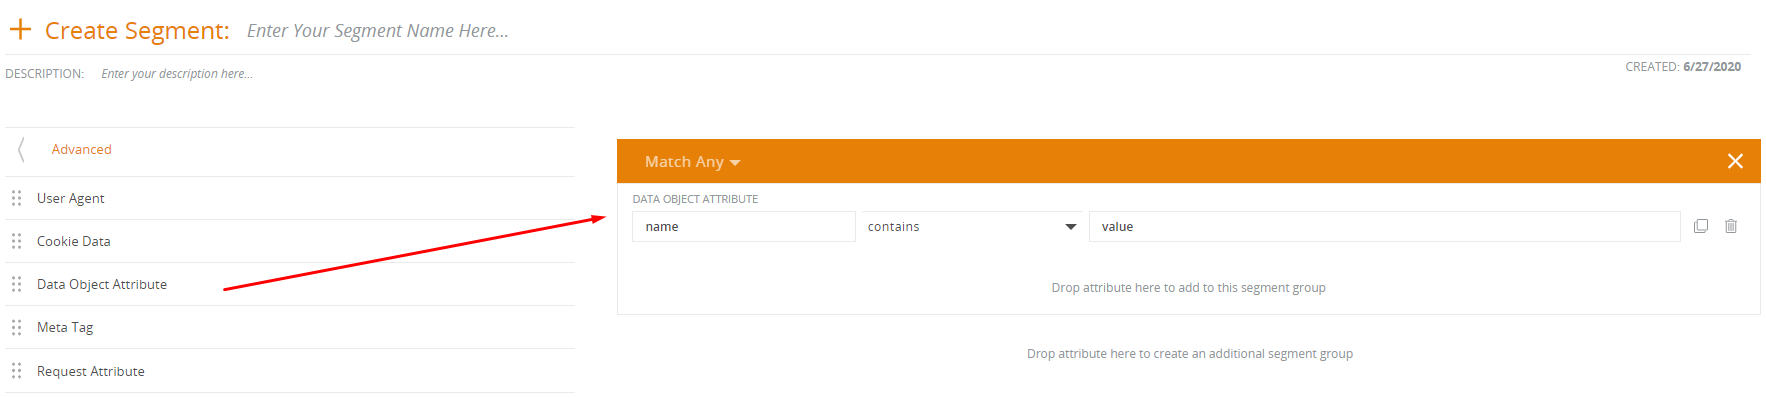 Create Segment: Enter Your Segment Name Here...
DESCRIPTION: Enter your description here...
CREATED: 6/27/2020
Advanced
User Agent
Cookie Data
Data Object Attribute
Meta Tag
Request Attribute
Match Any
DATA OBJECT ATTRIBUTE
name contains value
Drop attribute here to add to this segment group
Drop attribute here to create an additional segment group